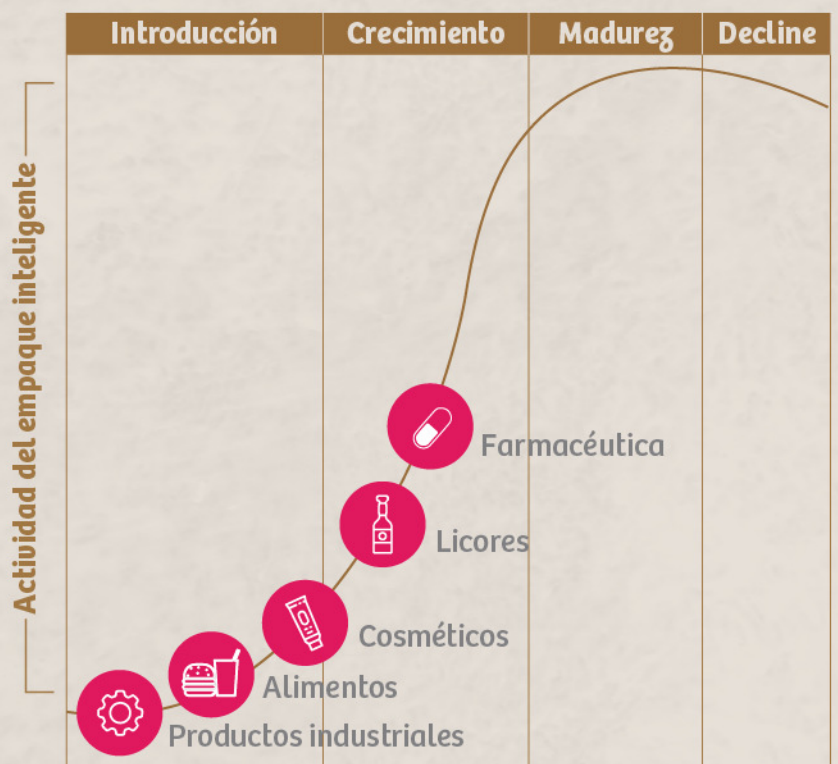 Introducción
Crecimiento
Madurez
Decline
Actividad del empaque inteligente
Farmacéutica
Licores
Cosméticos
Alimentos
Productos industriales